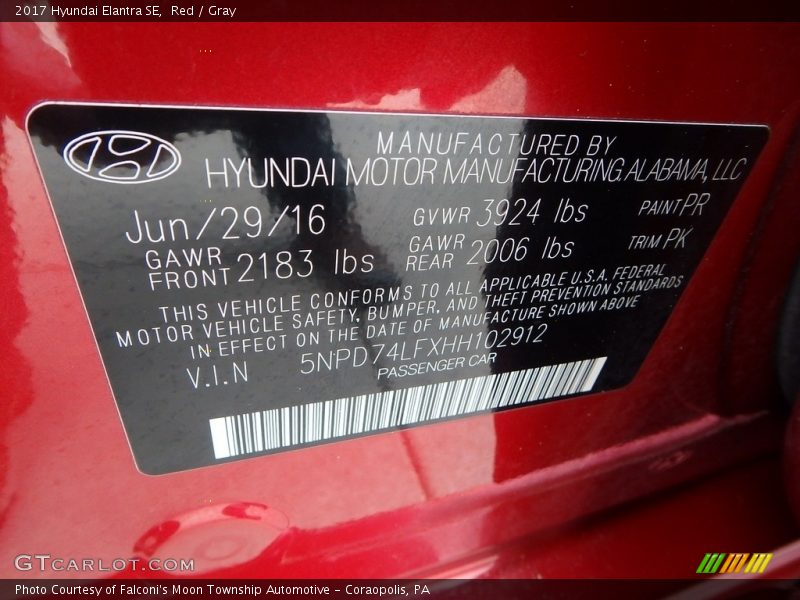 2017 Hyundai Elantra SE,  Red / Gray
MANUFACTURED BY
HYUNDAI MOTOR MANUFACTURING ALABAMA, LLC
Jun/29/16 GVWR 3924 lbs PAINT PR
GAWR FRONT 2183 lbs GAWR REAR 2006 lbs TRIM PK
THIS VEHICLE CONFORMS TO ALL APPLICABLE U.S.A. FEDERAL
MOTOR VEHICLE SAFETY, BUMPER, AND THEFT PREVENTION STANDARDS
IN EFFECT ON THE DATE OF MANUFACTURE SHOWN ABOVE
V.I.N 5NPD74LFXHH102912
PASSENGER CAR
GTCARLOT.COM
Photo Courtesy of Falconi's Moon Township Automotive - Coraopolis, PA